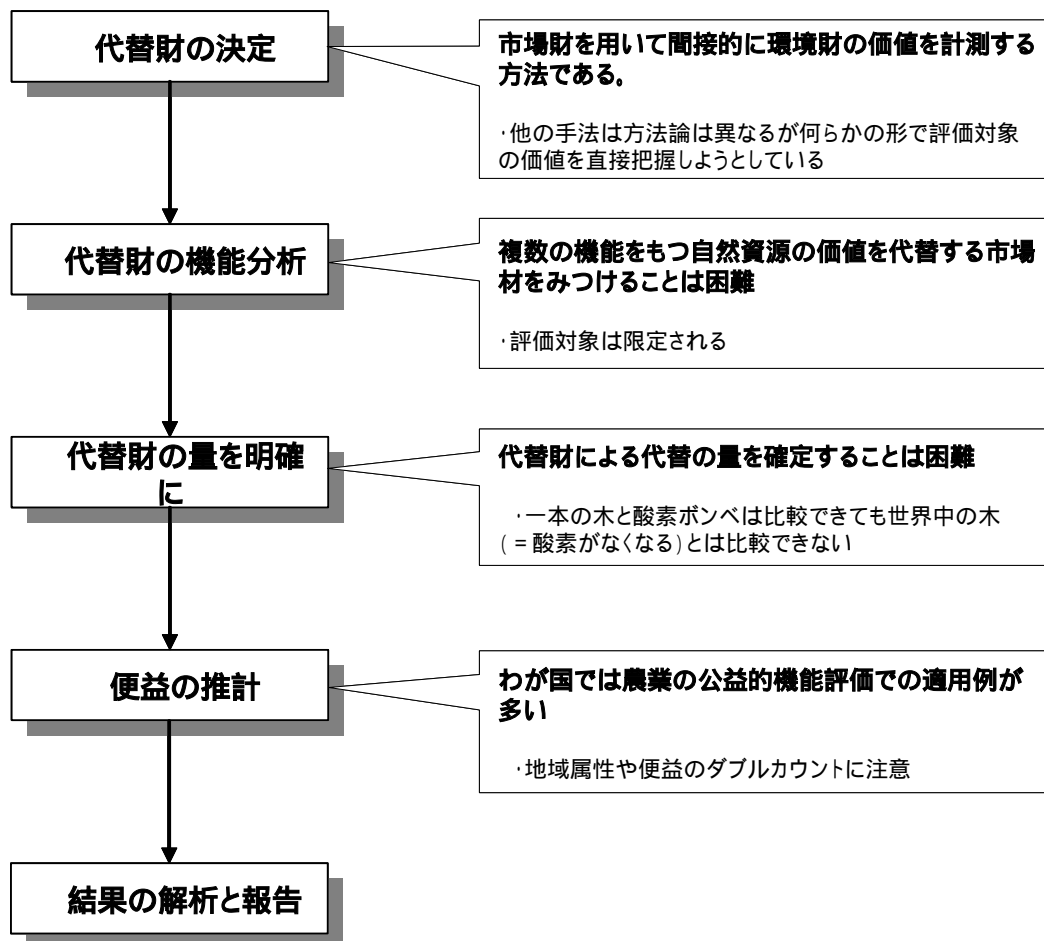 代替財の決定
市場財を用いて間接的に環境財の価値を計測する
方法である。
・他の手法は方法論は異なるが何らかの形で評価対象
の価値を直接把握しようとしている
代替財の機能分析
複数の機能をもつ自然資源の価値を代替する市場
材をみつけることは困難
・評価対象は限定される
代替財の量を明確
に
代替財による代替の量を確定することは困難
・一本の木と酸素ボンベは比較できても世界中の木
(=酸素がなくなる)とは比較できない
便益の推計
わが国では農業の公益的機能評価での適用例が
多い
・地域属性や便益のダブルカウントに注意
結果の解析と報告